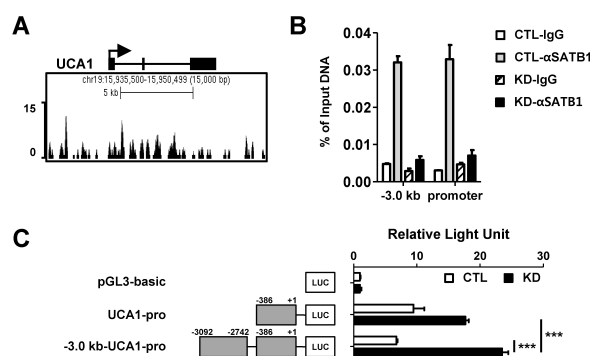 A
UCA1
chr19:15,935,500-15,950,499 (15,000 bp)
5 kb
15
0
B
% of Input DNA
0.04
0.03
0.02
0.01
0.00
-3.0 kb
promoter
CTL-IgG
CTL-αSATB1
KD-IgG
KD-αSATB1
C
Relative Light Unit
0
10
20
30
CTL
KD
pGL3-basic
LUC
UCA1-pro
-386
+1
LUC
-3.0 kb-UCA1-pro
-3092
-2742
-386
+1
LUC
***
***